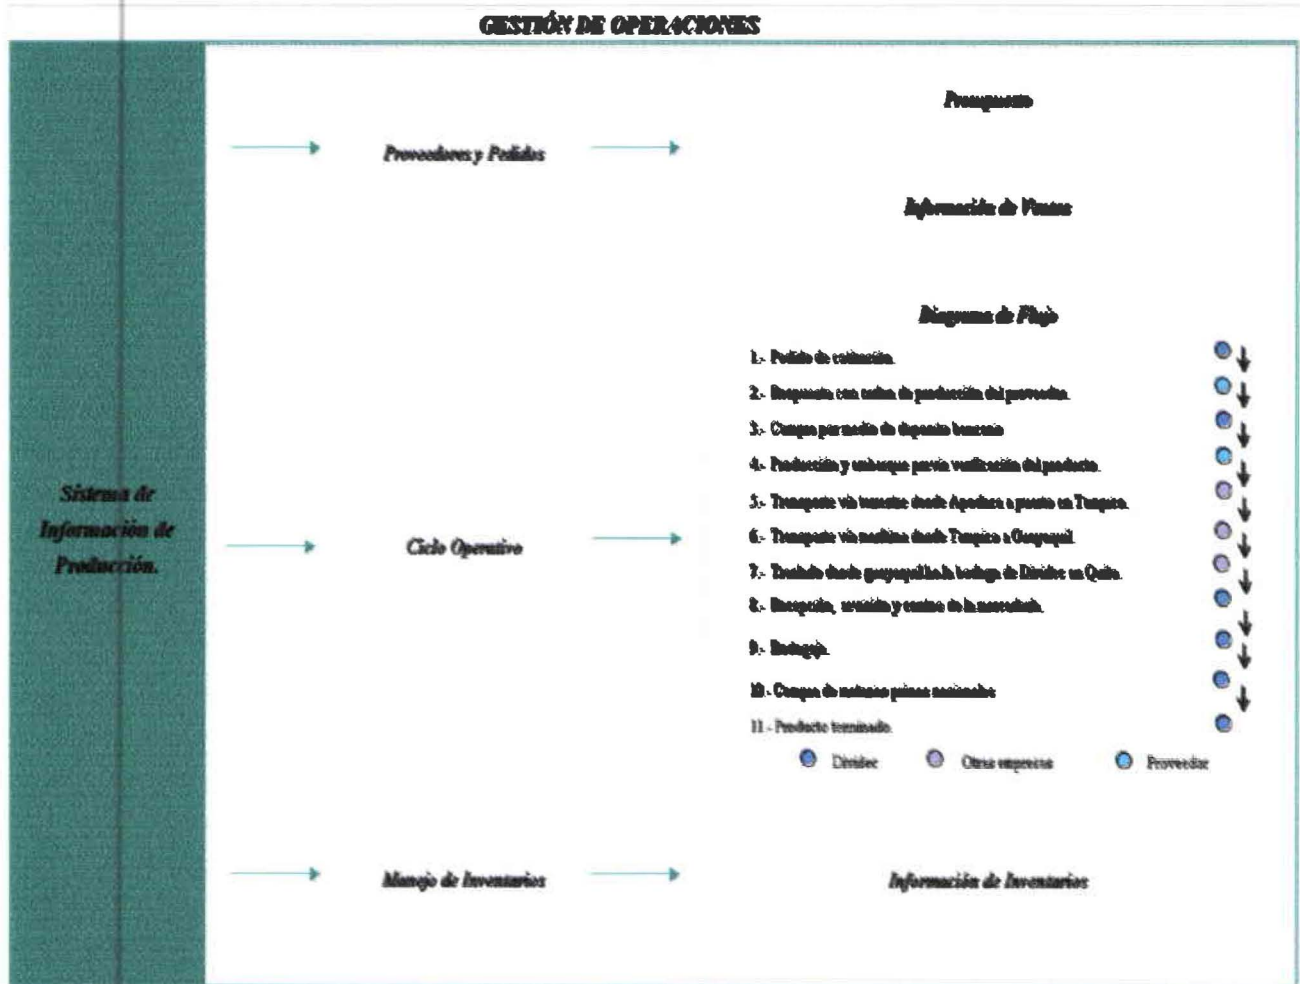 GESTIÓN DE OPERACIONES
Sistema de
Información de
Producción.
Proveedores y Pedidos
Presupuesto
Información de Ventas
Ciclo Operativo
Diagrama de Flujo
1.- Pedido de cotización.
2.- Respuesta con orden de producción del proveedor.
3.- Compra por medio de deposito bancario
4.- Producción y embarque previa verificación del producto.
5.- Transporte vía terrestre desde Apodaca a puerto en Tampico.
6.- Transporte vía marítima desde Tampico a Guayaquil.
7.- Traslado desde guayaquil la bodega de Dividec en Quito.
8.- Recepción, revisión y conteo de la mercadería.
9.- Bodegaje.
10.- Compra de materias primas nacionales
11.- Producto terminado.
Dividec Otras empresas Proveedor
Manejo de Inventarios
Información de Inventarios